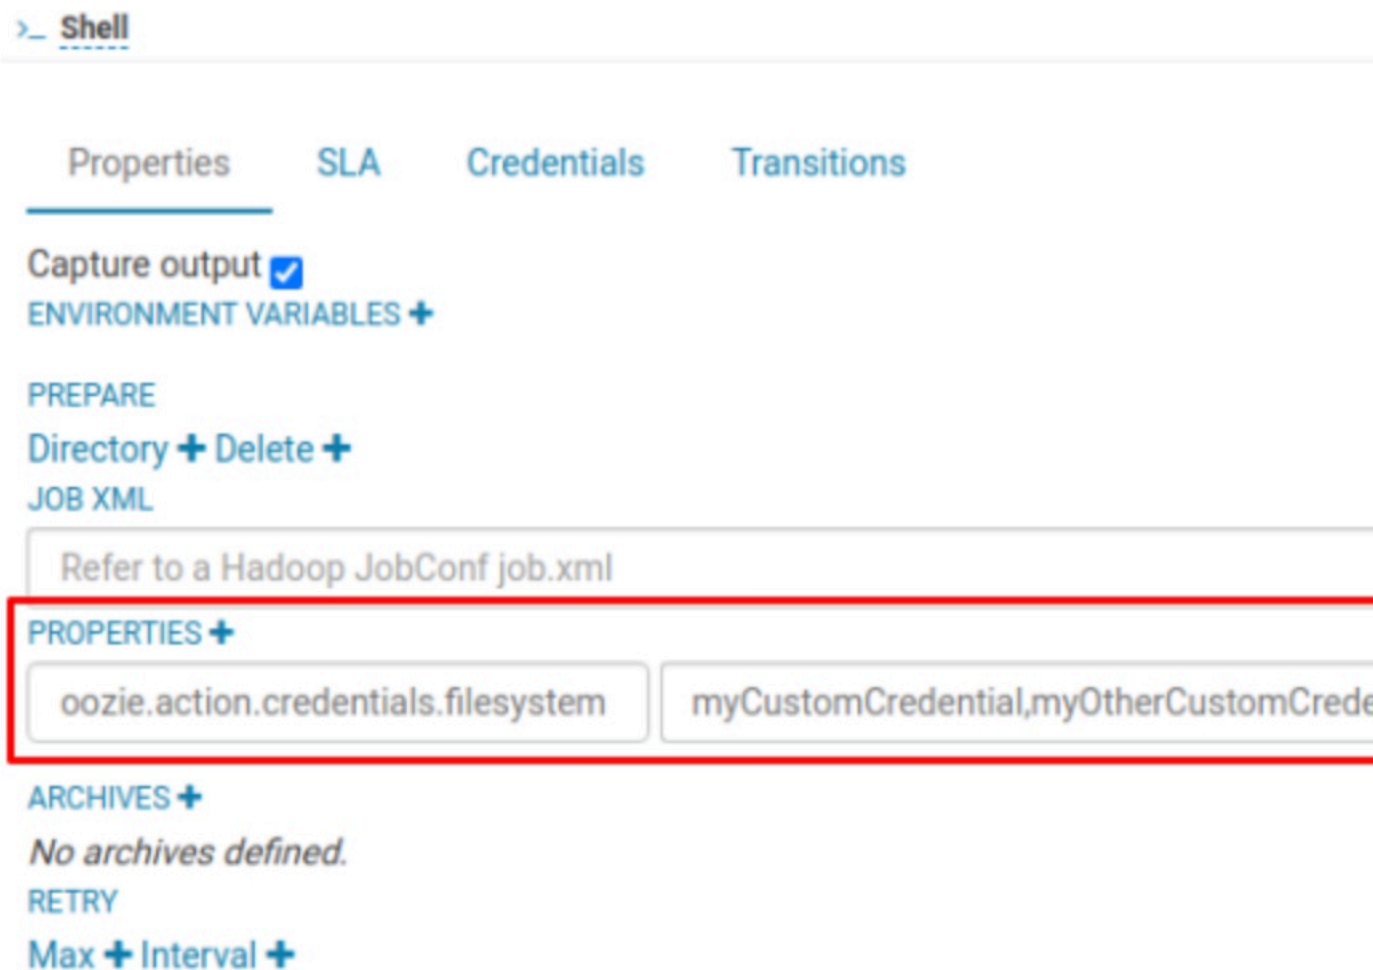 >_ Shell
Properties SLA Credentials Transitions
Capture output
ENVIRONMENT VARIABLES +
PREPARE
Directory + Delete +
JOB XML
Refer to a Hadoop JobConf job.xml
PROPERTIES +
oozie.action.credentials.filesystem myCustomCredential,myOtherCustomCrede
ARCHIVES +
No archives defined.
RETRY
Max + Interval +